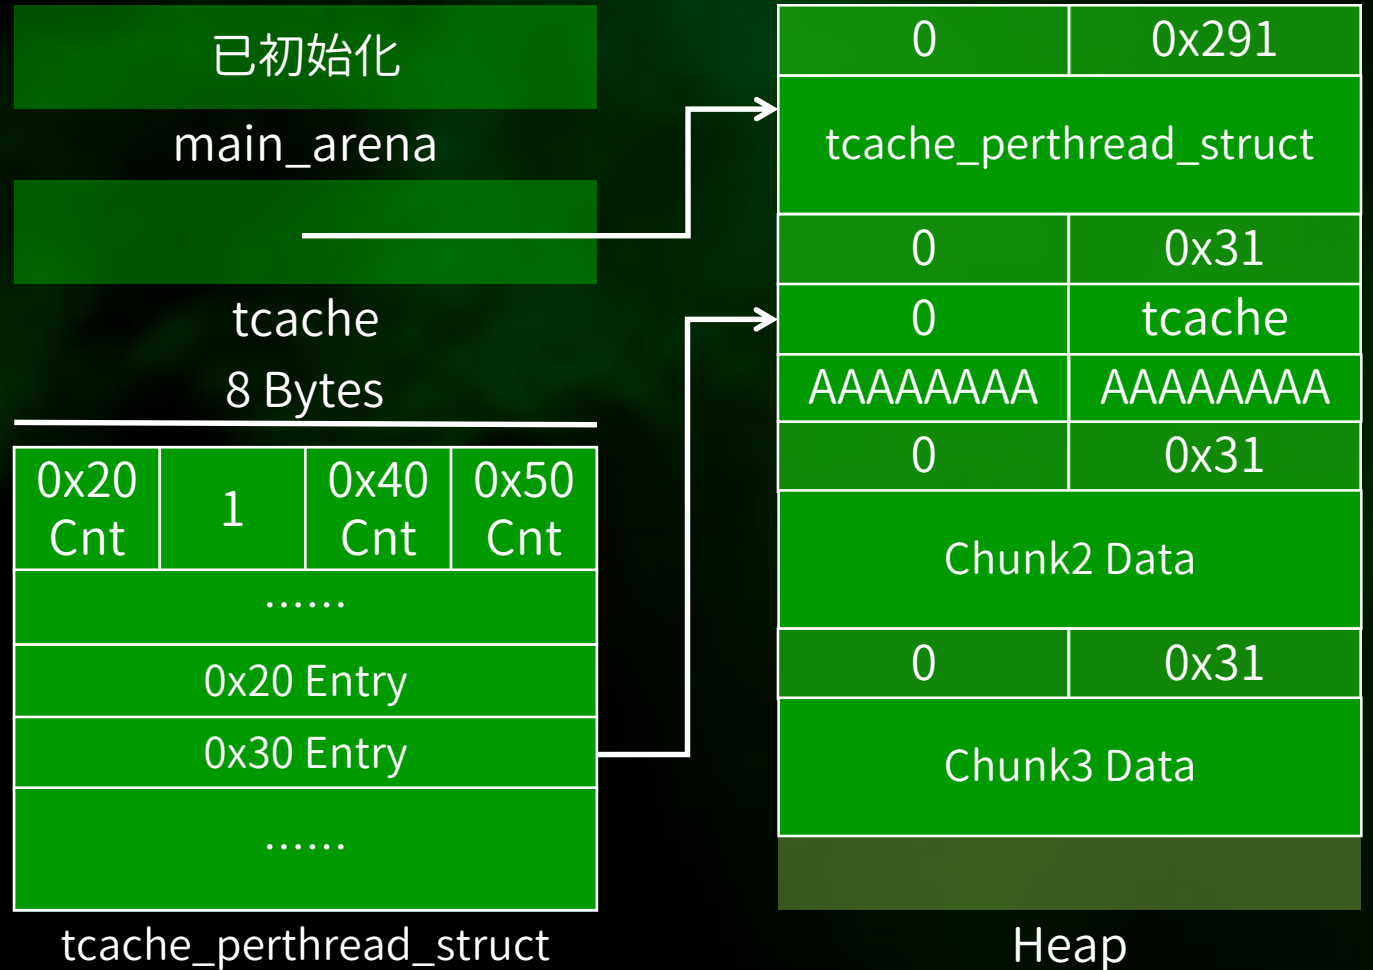 已初始化
main_arena
tcache
8 Bytes
0x20 Cnt
1
0x40 Cnt
0x50 Cnt
......
0x20 Entry
0x30 Entry
......
tcache_perthread_struct
0 0x291
tcache_perthread_struct
0 0x31
0 tcache
AAAAAAAA AAAAAAAA
0 0x31
Chunk2 Data
0 0x31
Chunk3 Data
Heap